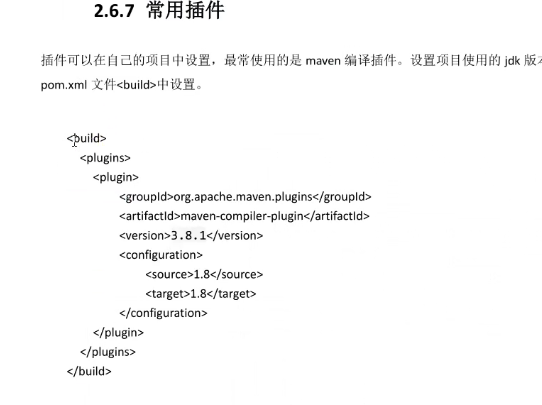 2.6.7 常用插件
插件可以在自己的项目中设置，最常使用的是 maven 编译插件。设置项目使用的 jdk 版本
pom.xml 文件<build>中设置。
<build>
<plugins>
<plugin>
<groupId>org.apache.maven.plugins</groupId>
<artifactId>maven-compiler-plugin</artifactId>
<version>3.8.1</version>
<configuration>
<source>1.8</source>
<target>1.8</target>
</configuration>
</plugin>
</plugins>
</build>